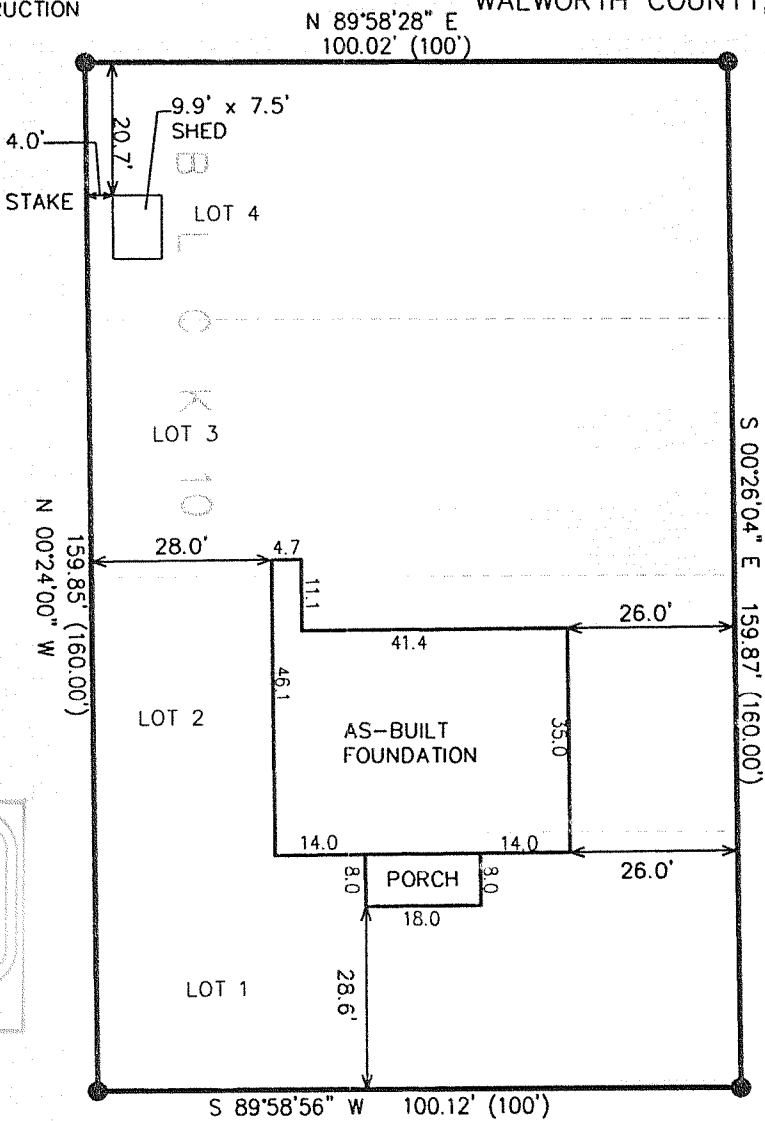 RUCTION
WALWORTH COUNTY,
N 89°58'28" E
100.02' (100')
9.9' x 7.5'
SHED
4.0'
20.7'
STAKE
LOT 4
BLOCK 10
LOT 3
S 00°26'04" E 159.87' (160.00')
159.85' (160.00')
N 00°24'00" W
28.0'
4.7
11.1
41.4
26.0'
46.1
LOT 2
AS-BUILT
FOUNDATION
35.0
14.0
14.0
8.0
PORCH
8.0
26.0'
18.0
28.6'
LOT 1
S 89°58'56" W 100.12' (100')